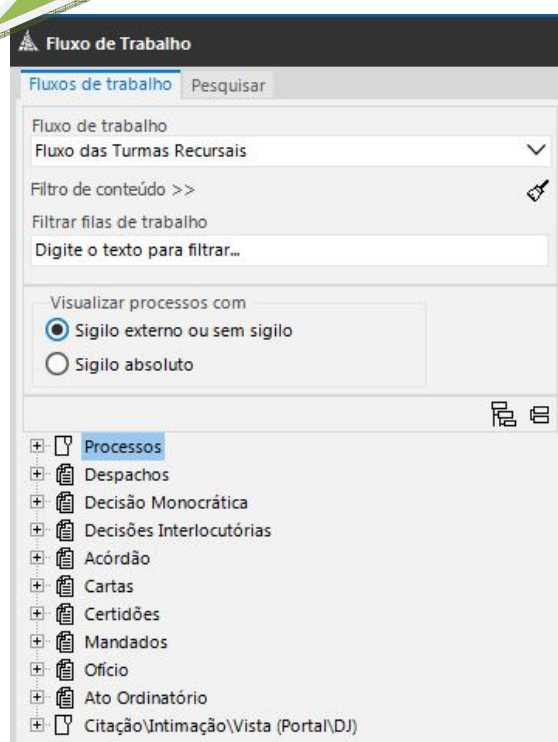 Fluxo de Trabalho
Fluxos de trabalho Pesquisar
Fluxo de trabalho
Fluxo das Turmas Recursais
Filtro de conteúdo >>
Filtrar filas de trabalho
Digite o texto para filtrar...
Visualizar processos com
Sigilo externo ou sem sigilo
Sigilo absoluto
Processos
Despachos
Decisão Monocrática
Decisões Interlocutórias
Acórdão
Cartas
Certidões
Mandados
Ofício
Ato Ordinatório
Citação\Intimação\Vista (Portal\DJ)